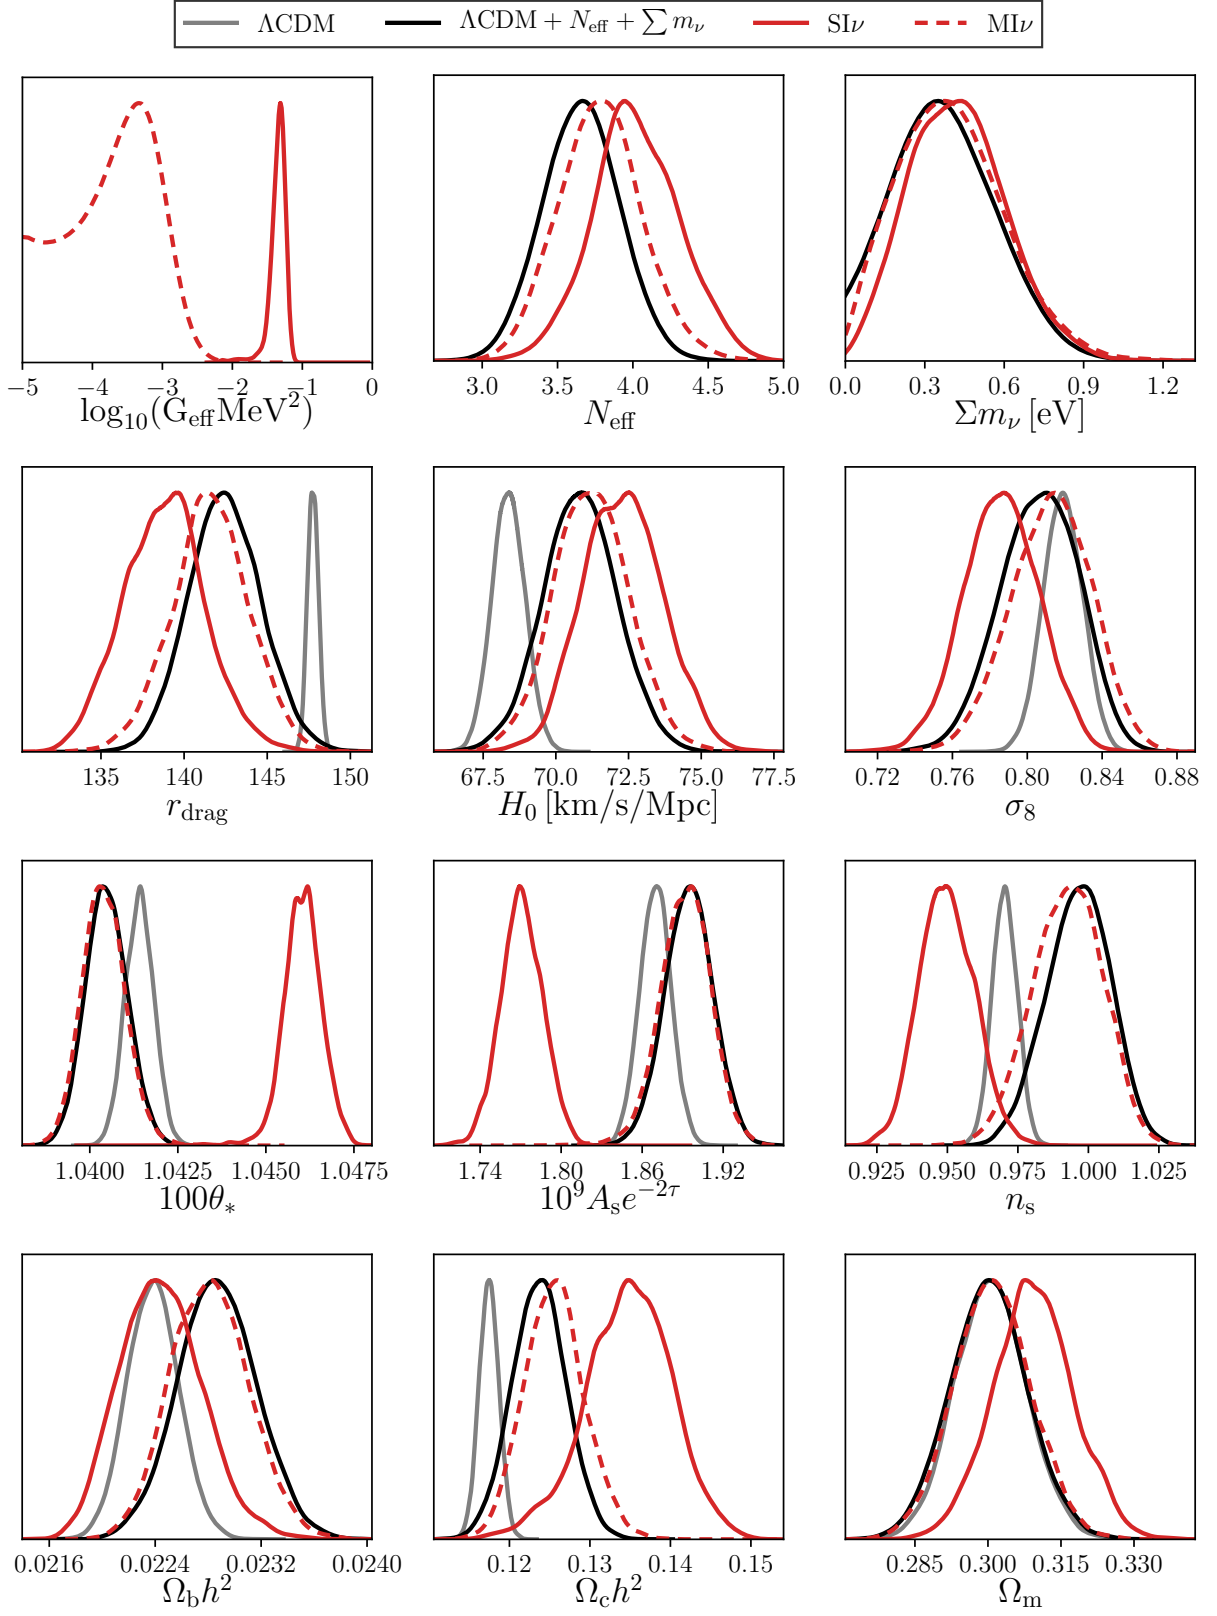 ΛCDM ΛCDM + N_eff + ∑ m_ν SIν MIν
−5 −4 −3 −2 −1 0 3.0 3.5 4.0 4.5 5.0 0.0 0.3 0.6 0.9 1.2
log₁₀(G_eff MeV²) N_eff Σm_ν [eV]
135 140 145 150 67.5 70.0 72.5 75.0 77.5 0.72 0.76 0.80 0.84 0.88
r_drag H₀ [km/s/Mpc] σ₈
1.0400 1.0425 1.0450 1.0475 1.74 1.80 1.86 1.92 0.925 0.950 0.975 1.000 1.025
100θ_* 10⁹A_s e^{−2τ} n_s
0.0216 0.0224 0.0232 0.0240 0.12 0.13 0.14 0.15 0.285 0.300 0.315 0.330
Ω_b h² Ω_c h² Ω_m